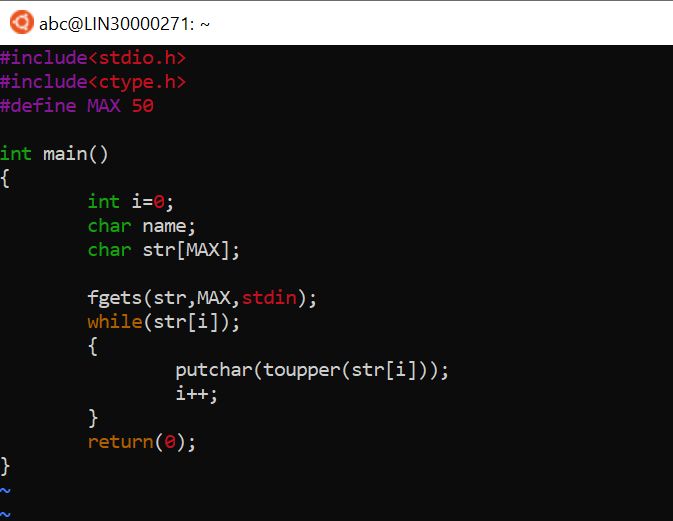 abc@LIN30000271: ~
#include<stdio.h>
#include<ctype.h>
#define MAX 50
int main()
{
int i=0;
char name;
char str[MAX];
fgets(str,MAX,stdin);
while(str[i]);
{
putchar(toupper(str[i]));
i++;
}
return(0);
}
~
~